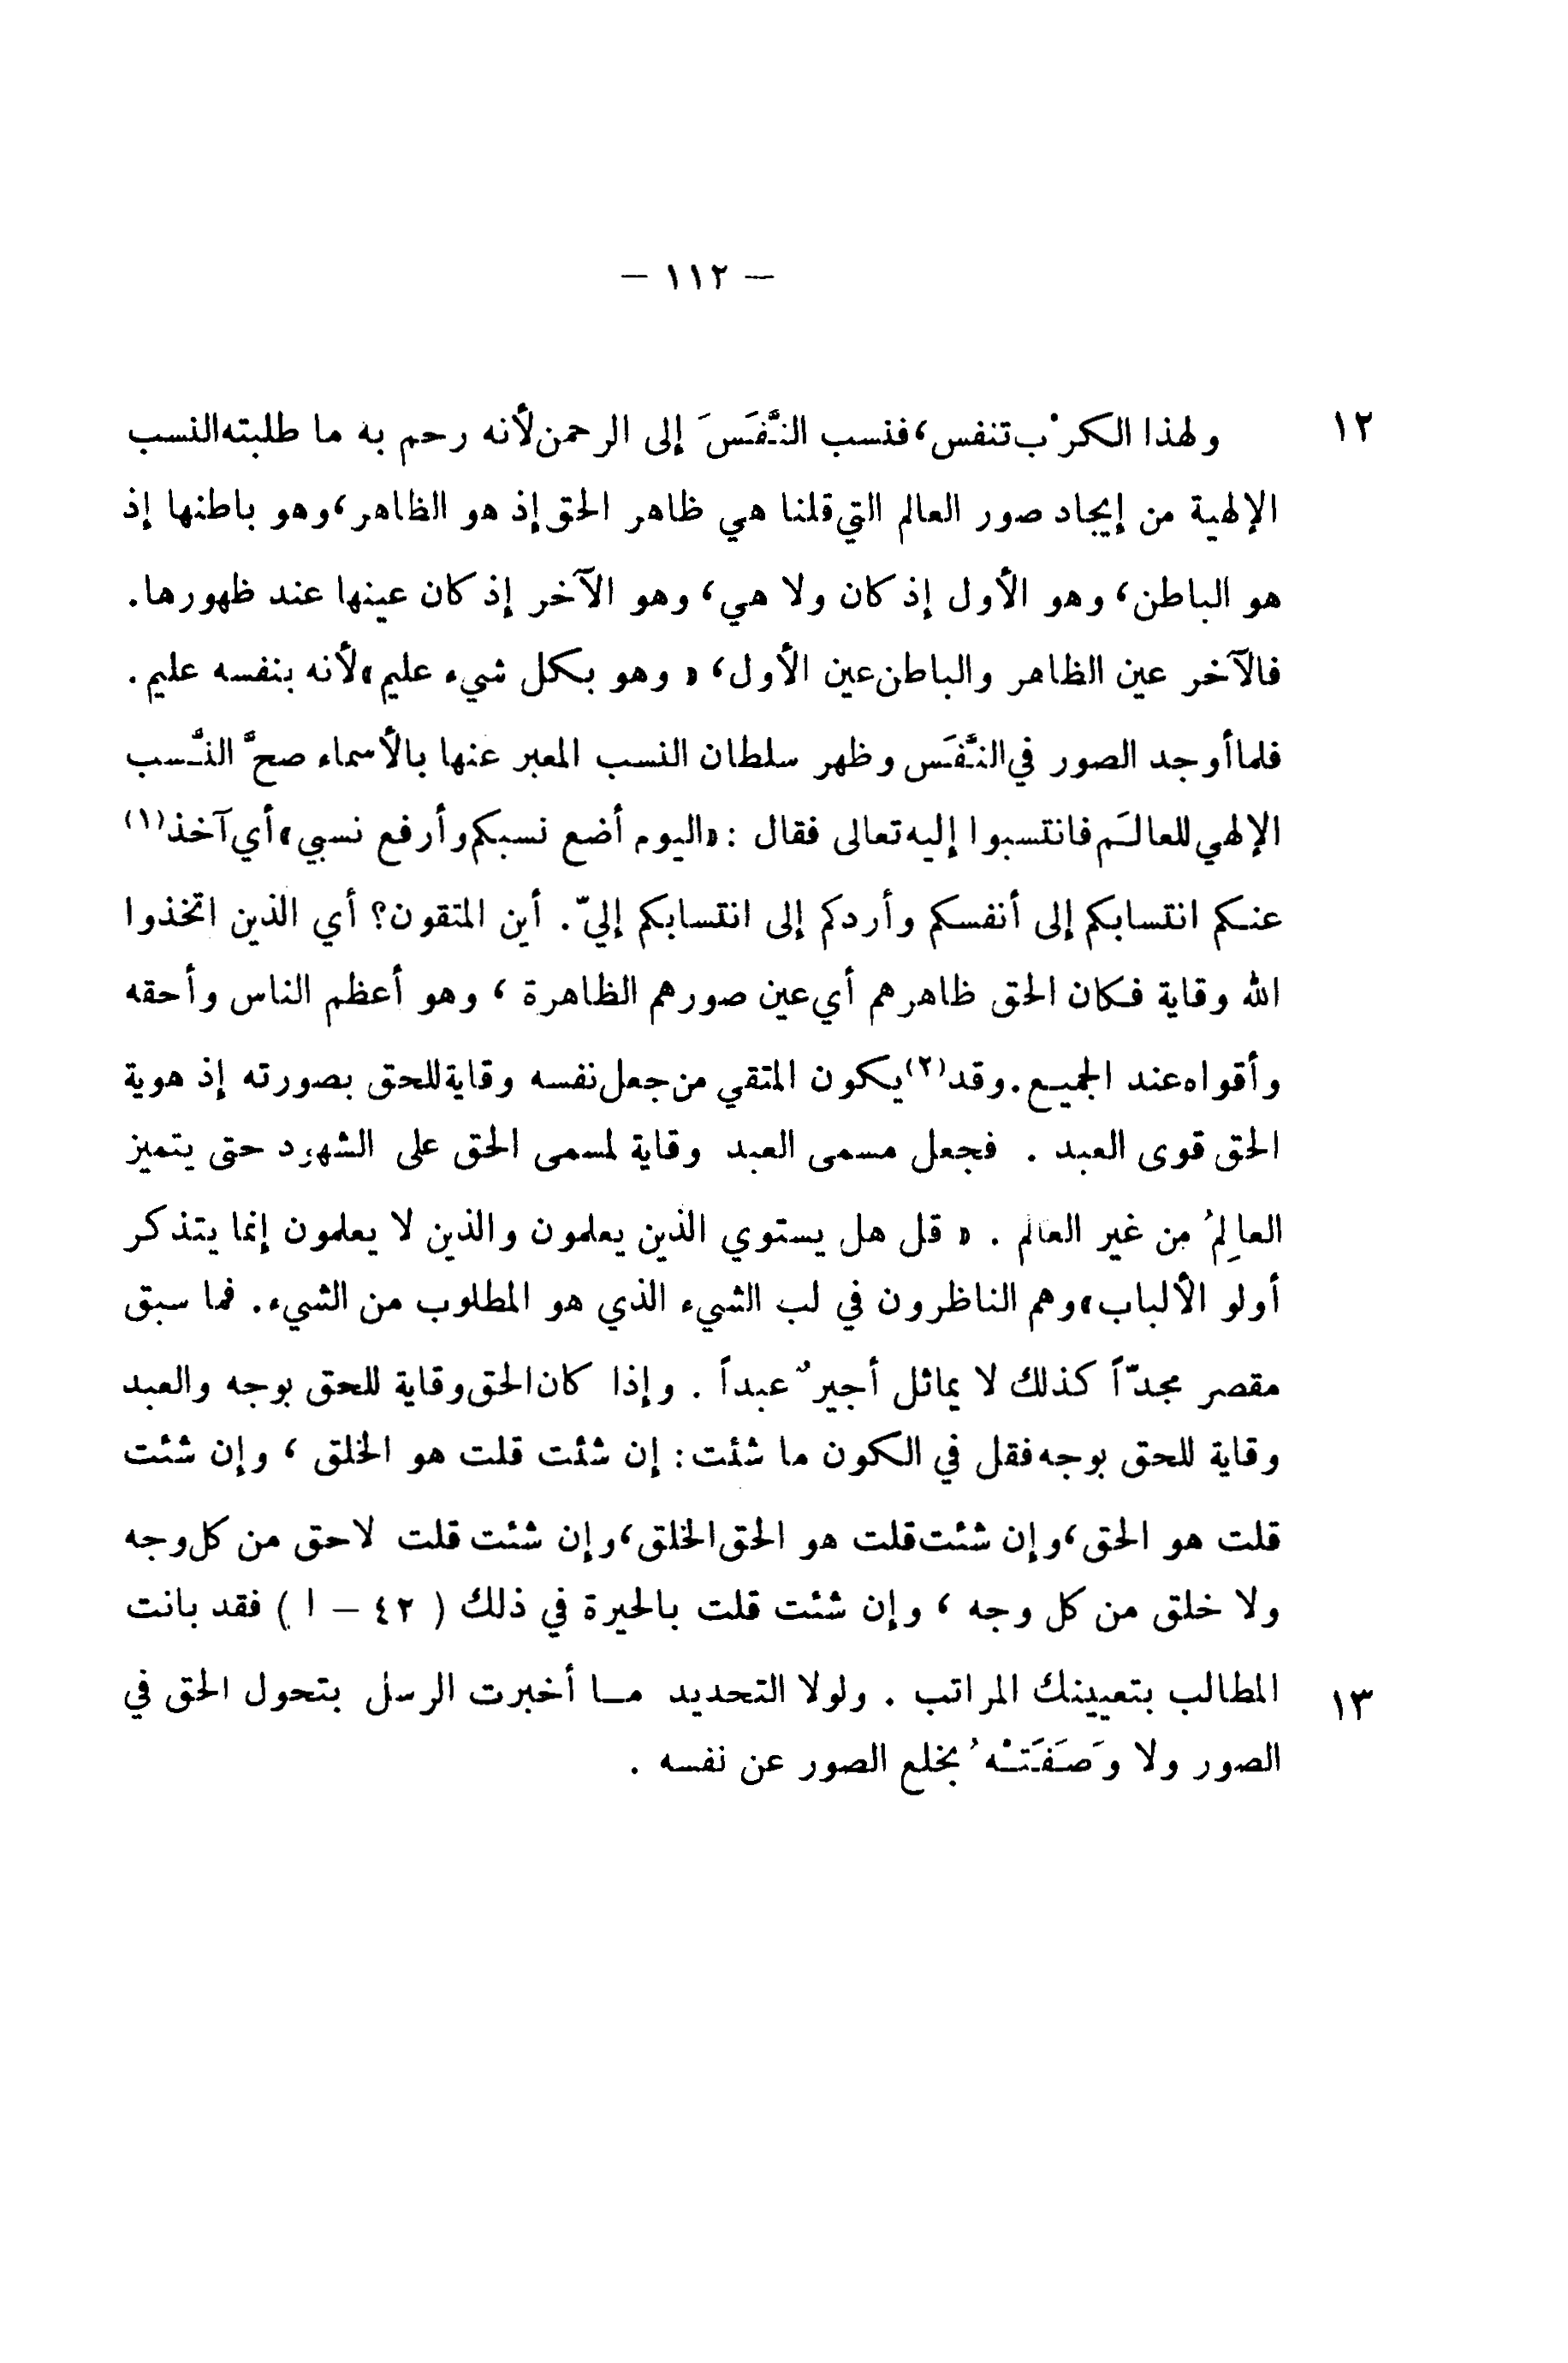 — ١١٢ —
١٢ ولهذا الكرْب تنفس، فنسب النَّفَسَ إلى الرحمن لأنه رحم به ما طلبته النسب
الإلهية من إيجاد صور العالم التي قلنا هي ظاهر الحق إذ هو الظاهر، وهو باطنها إذ
هو الباطن، وهو الأول إذ كان ولا هي، وهو الآخر إذ كان عينها عند ظهورها.
فالآخر عين الظاهر والباطن عين الأول، « وهو بكل شيء عليم » لأنه بنفسه عليم.
فلما أوجد الصور في النَّفَس وظهر سلطان النسب المعبر عنها بالأسماء صحَّ النَّسب
الإلهي للعالَم فانتسبوا إليه تعالى فقال : « اليوم أضع نسبكم وأرفع نسبي » أي آخذ(١)
عنكم انتسابكم إلى أنفسكم وأردكم إلى انتسابكم إليّ. أين المتقون؟ أي الذين اتخذوا
الله وقاية فكان الحق ظاهرهم أي عين صورهم الظاهرة ، وهو أعظم الناس وأحقه
وأقواه عند الجميع. وقد(٢) يكون المتقي من جعل نفسه وقاية للحق بصورته إذ هوية
الحق قوى العبد . فجعل مسمى العبد وقاية لمسمى الحق على الشهود حتى يتميز
العالِمُ من غير العالم . « قل هل يستوي الذين يعلمون والذين لا يعلمون إنما يتذكر
أولو الألباب » وهم الناظرون في لب الشيء الذي هو المطلوب من الشيء. فما سبق
مقصر مجدّاً كذلك لا يماثل أجيرٌ عبداً . وإذا كان الحق وقاية للحق بوجه والعبد
وقاية للحق بوجه فقل في الكون ما شئت : إن شئت قلت هو الخلق ، وإن شئت
قلت هو الحق ، وإن شئت قلت هو الحق الخلق ، وإن شئت قلت لا حق من كل وجه
ولا خلق من كل وجه ، وإن شئت قلت بالحيرة في ذلك ( ٤٢ – ا ) فقد بانت
١٣ المطالب بتعيينك المراتب . ولولا التحديد ما أخبرت الرسل بتحول الحق في
الصور ولا وَصَفَتْهُ بخلع الصور عن نفسه .